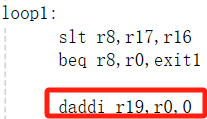 loop1:
slt r8,r17,r16
beq r8,r0,exit1
daddi r19,r0,0